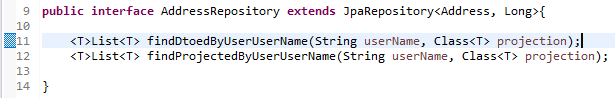 9 public interface AddressRepository extends JpaRepository<Address, Long>{
10
11 <T>List<T> findDtoedByUserUserName(String userName, Class<T> projection);
12 <T>List<T> findProjectedByUserUserName(String userName, Class<T> projection);
13
14 }